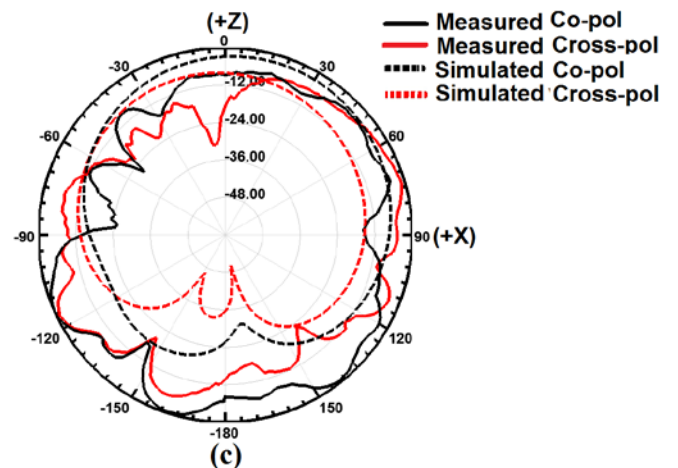 (+Z)
Measured Co-pol
Measured Cross-pol
Simulated Co-pol
Simulated Cross-pol
0
-30
30
-12.00
-24.00
-60
60
-36.00
-48.00
-90
90 (+X)
-120
120
-150
150
-180
(c)